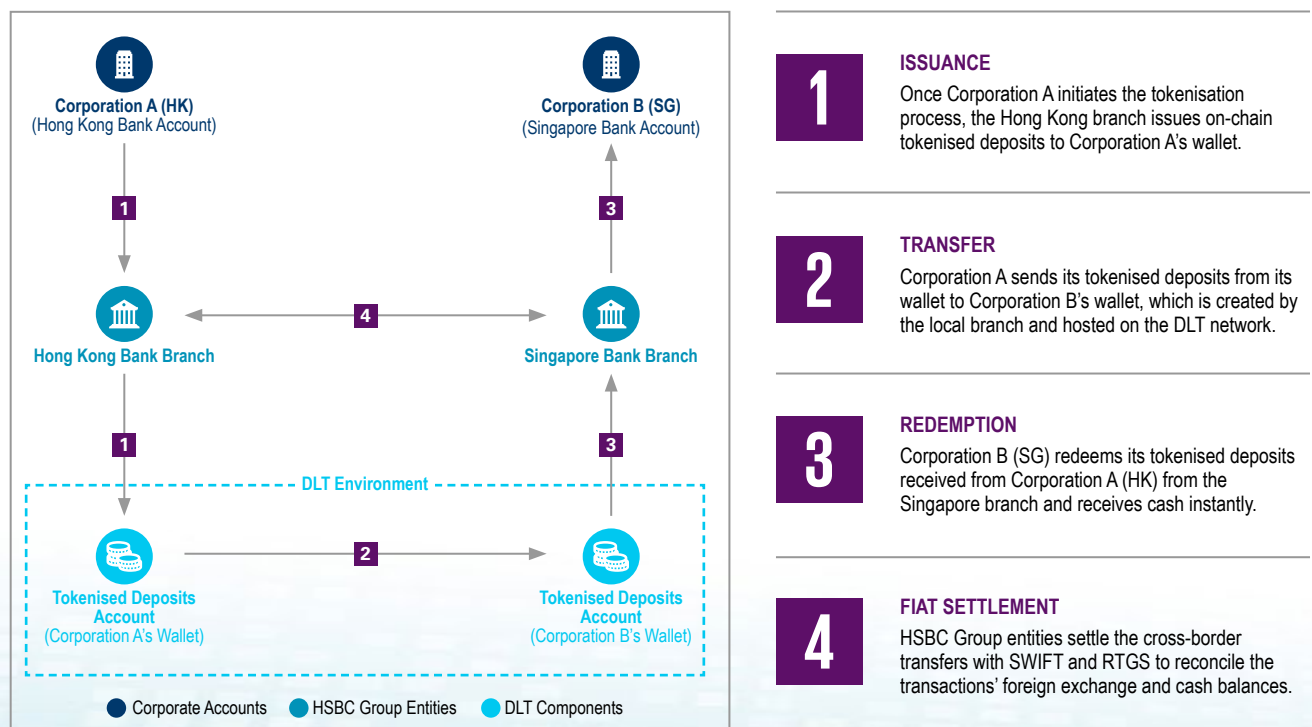 Corporation A (HK)
(Hong Kong Bank Account)
Corporation B (SG)
(Singapore Bank Account)
1
3
4
Hong Kong Bank Branch
Singapore Bank Branch
1
3
DLT Environment
2
Tokenised Deposits
Account
(Corporation A's Wallet)
Tokenised Deposits
Account
(Corporation B's Wallet)
Corporate Accounts
HSBC Group Entities
DLT Components
1
ISSUANCE
Once Corporation A initiates the tokenisation
process, the Hong Kong branch issues on-chain
tokenised deposits to Corporation A's wallet.
2
TRANSFER
Corporation A sends its tokenised deposits from its
wallet to Corporation B's wallet, which is created by
the local branch and hosted on the DLT network.
3
REDEMPTION
Corporation B (SG) redeems its tokenised deposits
received from Corporation A (HK) from the
Singapore branch and receives cash instantly.
4
FIAT SETTLEMENT
HSBC Group entities settle the cross-border
transfers with SWIFT and RTGS to reconcile the
transactions' foreign exchange and cash balances.